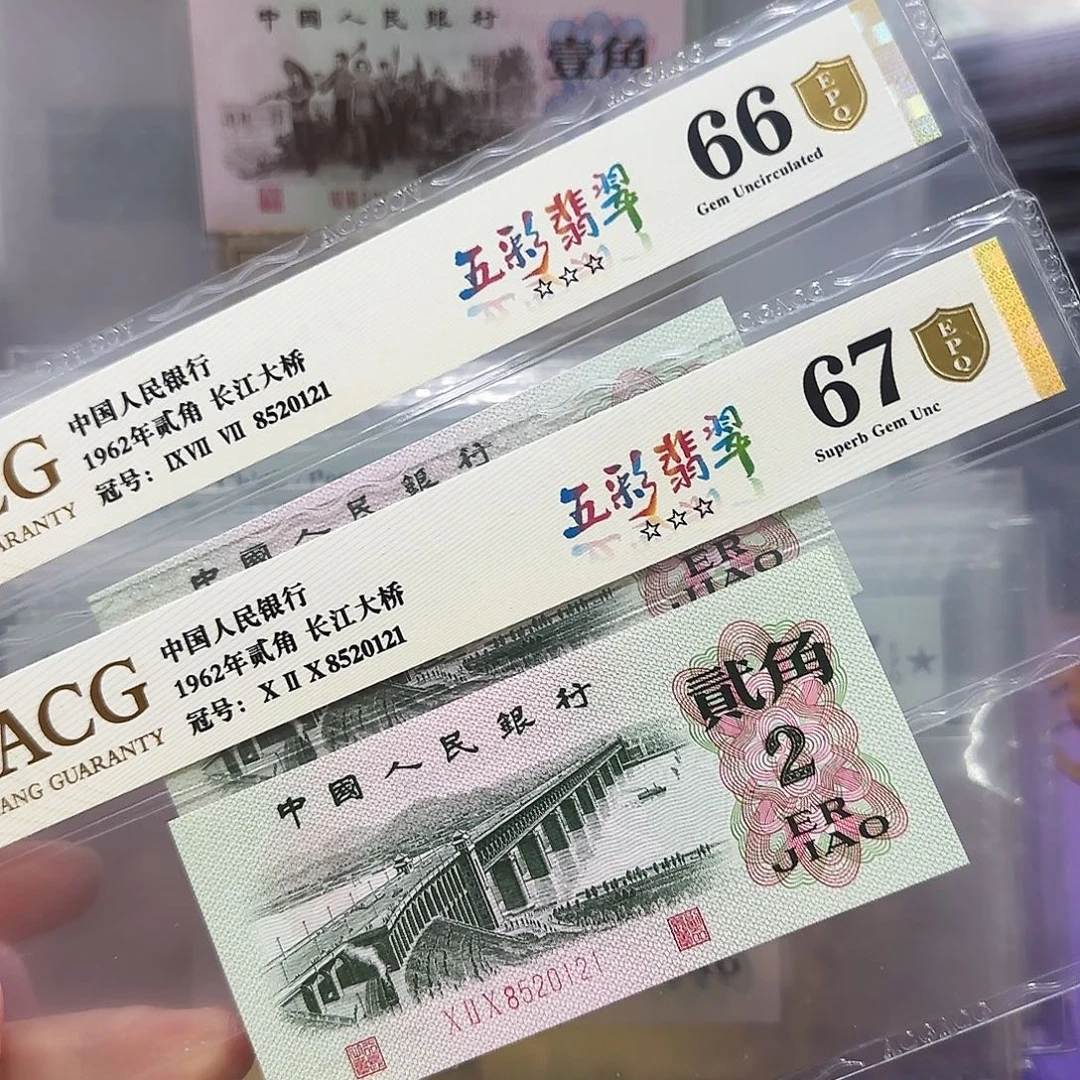 中國人民銀行
壹角
66
EPQ
Gem Uncirculated
五彩翡翠
☆☆☆
中国人民银行
1962年贰角 长江大桥
冠号: IXVII VII 8520121
CG
ARANTY
中國人民銀行
ER
JIAO
67
EPQ
Superb Gem Unc
五彩翡翠
☆☆☆
中国人民银行
1962年贰角 长江大桥
冠号: X II X 8520121
ACG
ANG GUARANTY
中國人民銀行
貳角
2
ER
JIAO
X II X 8520121